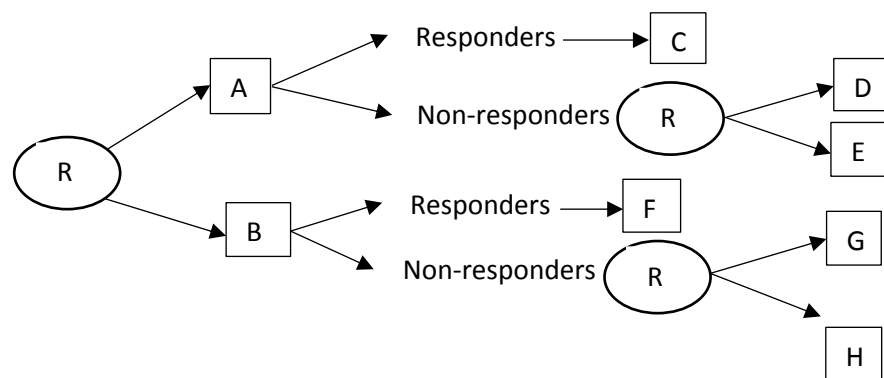 Responders
C
A
D
Non-responders
R
E
R
Responders
F
B
G
Non-responders
R
H